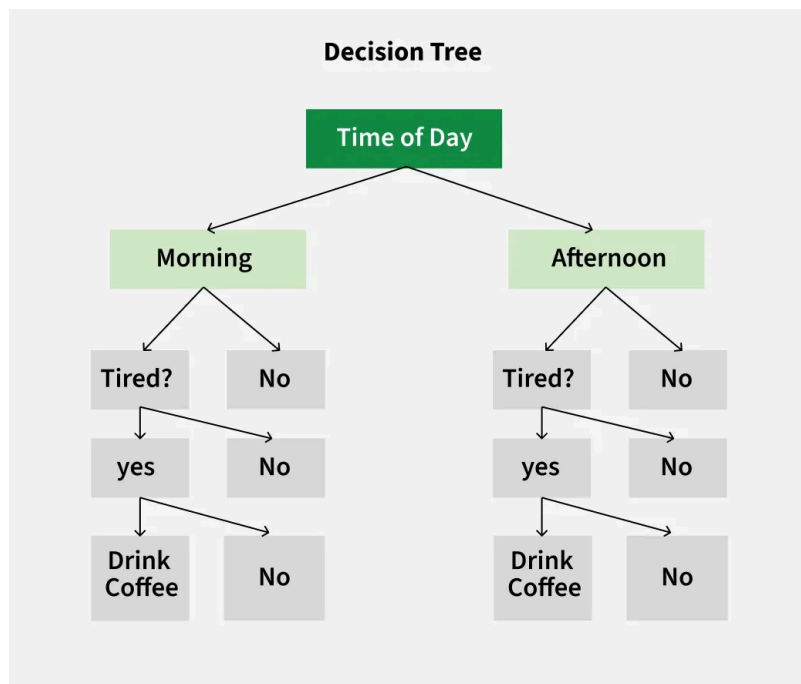 Decision Tree
Time of Day
Morning
Afternoon
Tired?
No
Tired?
No
yes
No
yes
No
Drink
Coffee
No
Drink
Coffee
No